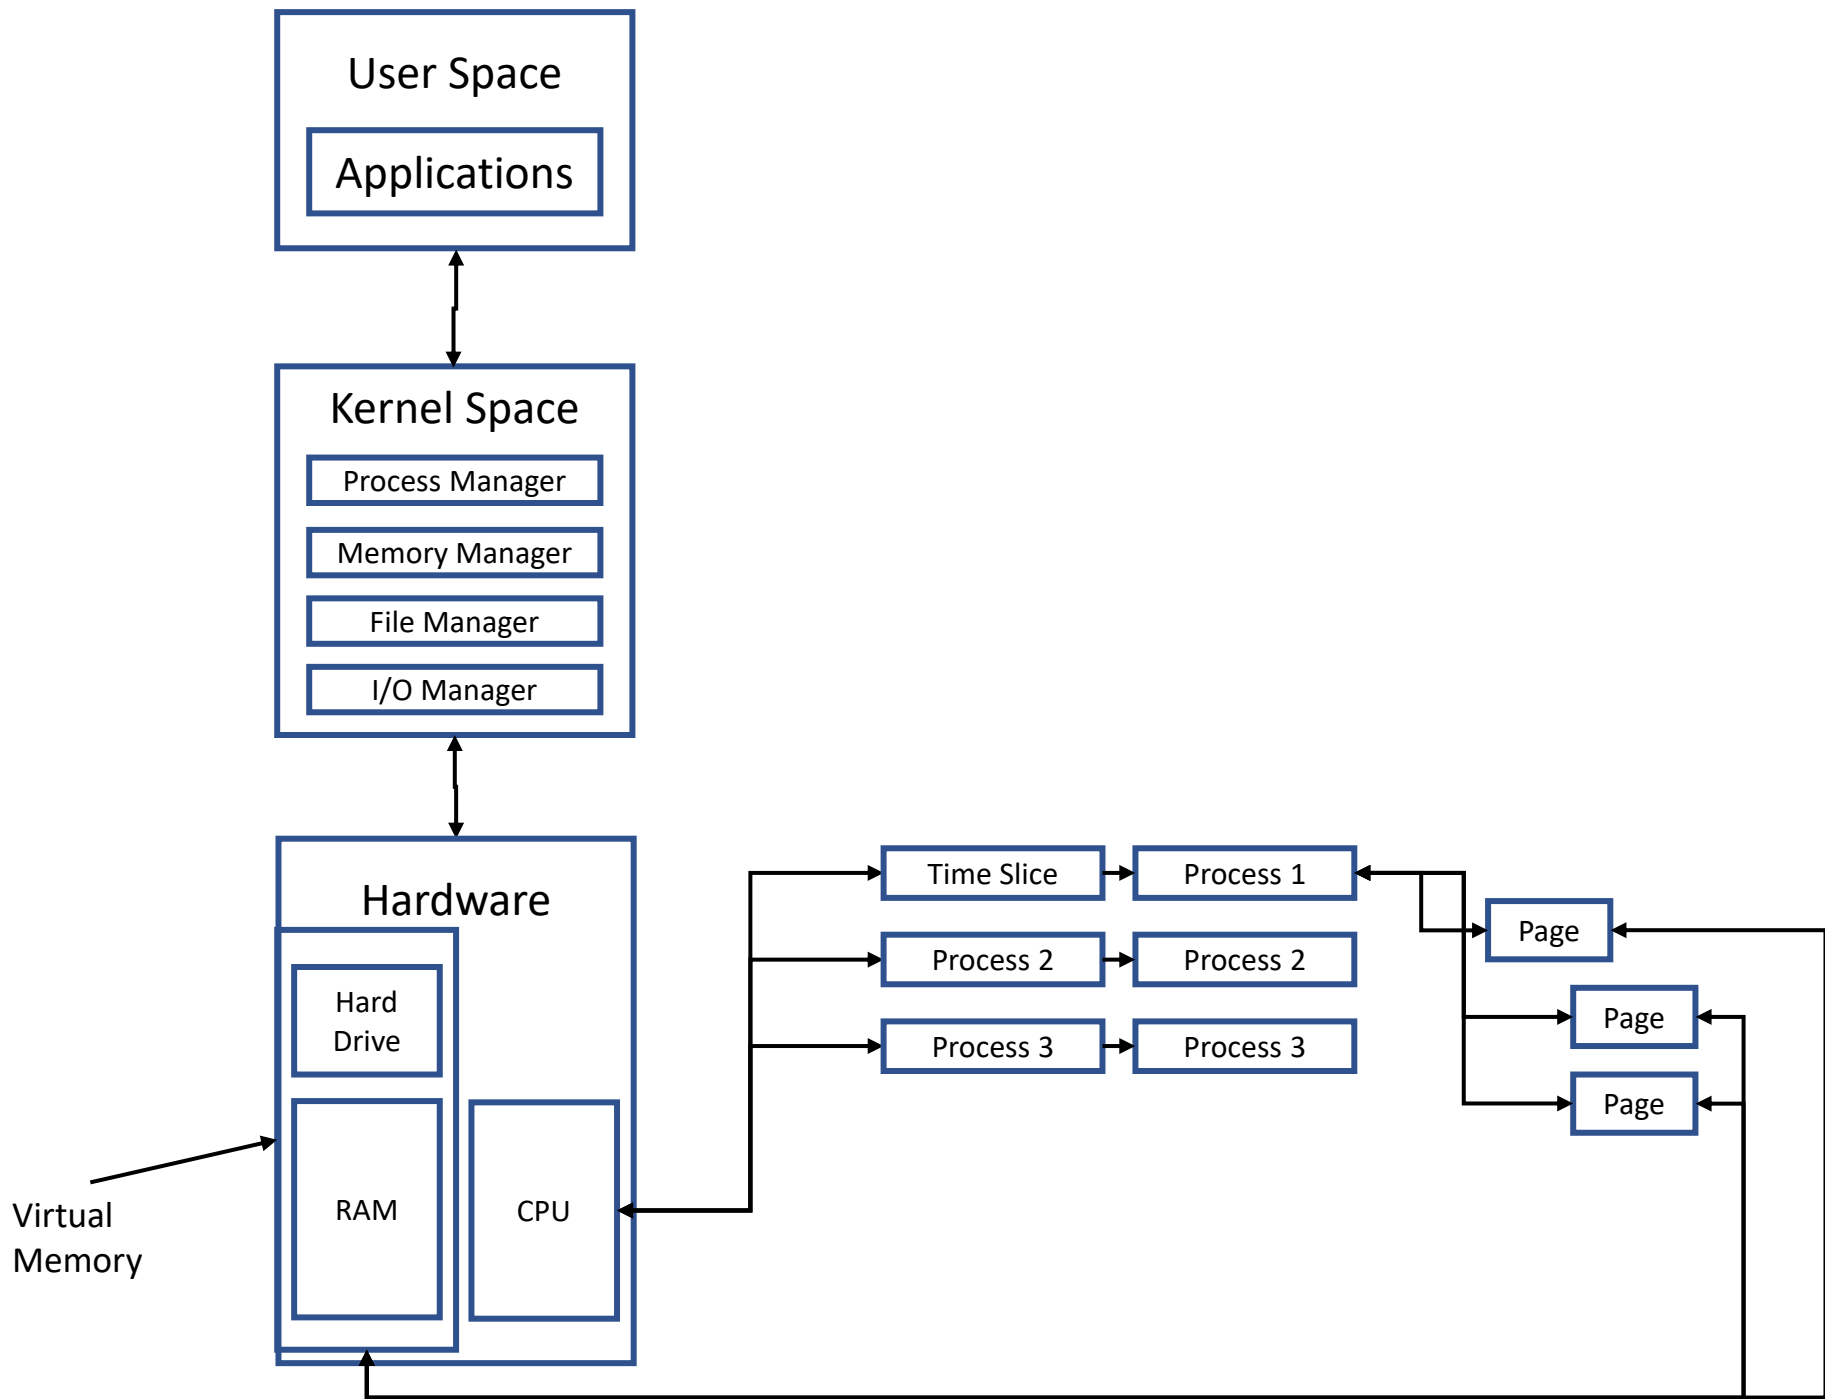 User Space
Applications
Kernel Space
Process Manager
Memory Manager
File Manager
I/O Manager
Hardware
Hard
Drive
RAM
CPU
Virtual
Memory
Time Slice
Process 1
Process 2
Process 2
Process 3
Process 3
Page
Page
Page